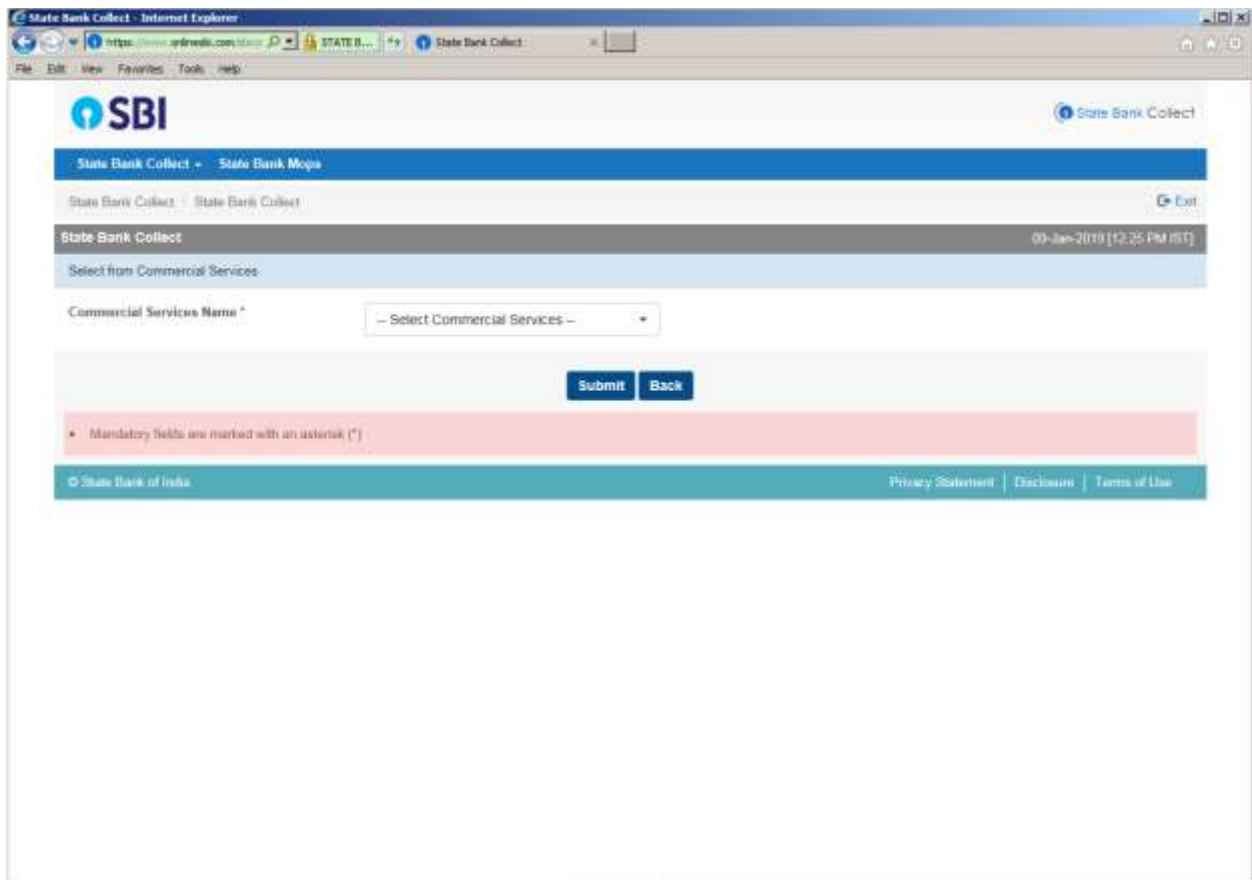 State Bank Collect - Internet Explorer
STATE B... State Bank Collect
File Edit View Favorites Tools Help
SBI
State Bank Collect
State Bank Collect State Bank Mops
State Bank Collect / State Bank Collect
Exit
State Bank Collect
09-Jan-2019 [12:25 PM IST]
Select from Commercial Services
Commercial Services Name *
-- Select Commercial Services --
Submit Back
• Mandatory fields are marked with an asterisk (*)
© State Bank of India
Privacy Statement | Disclosure | Terms of Use